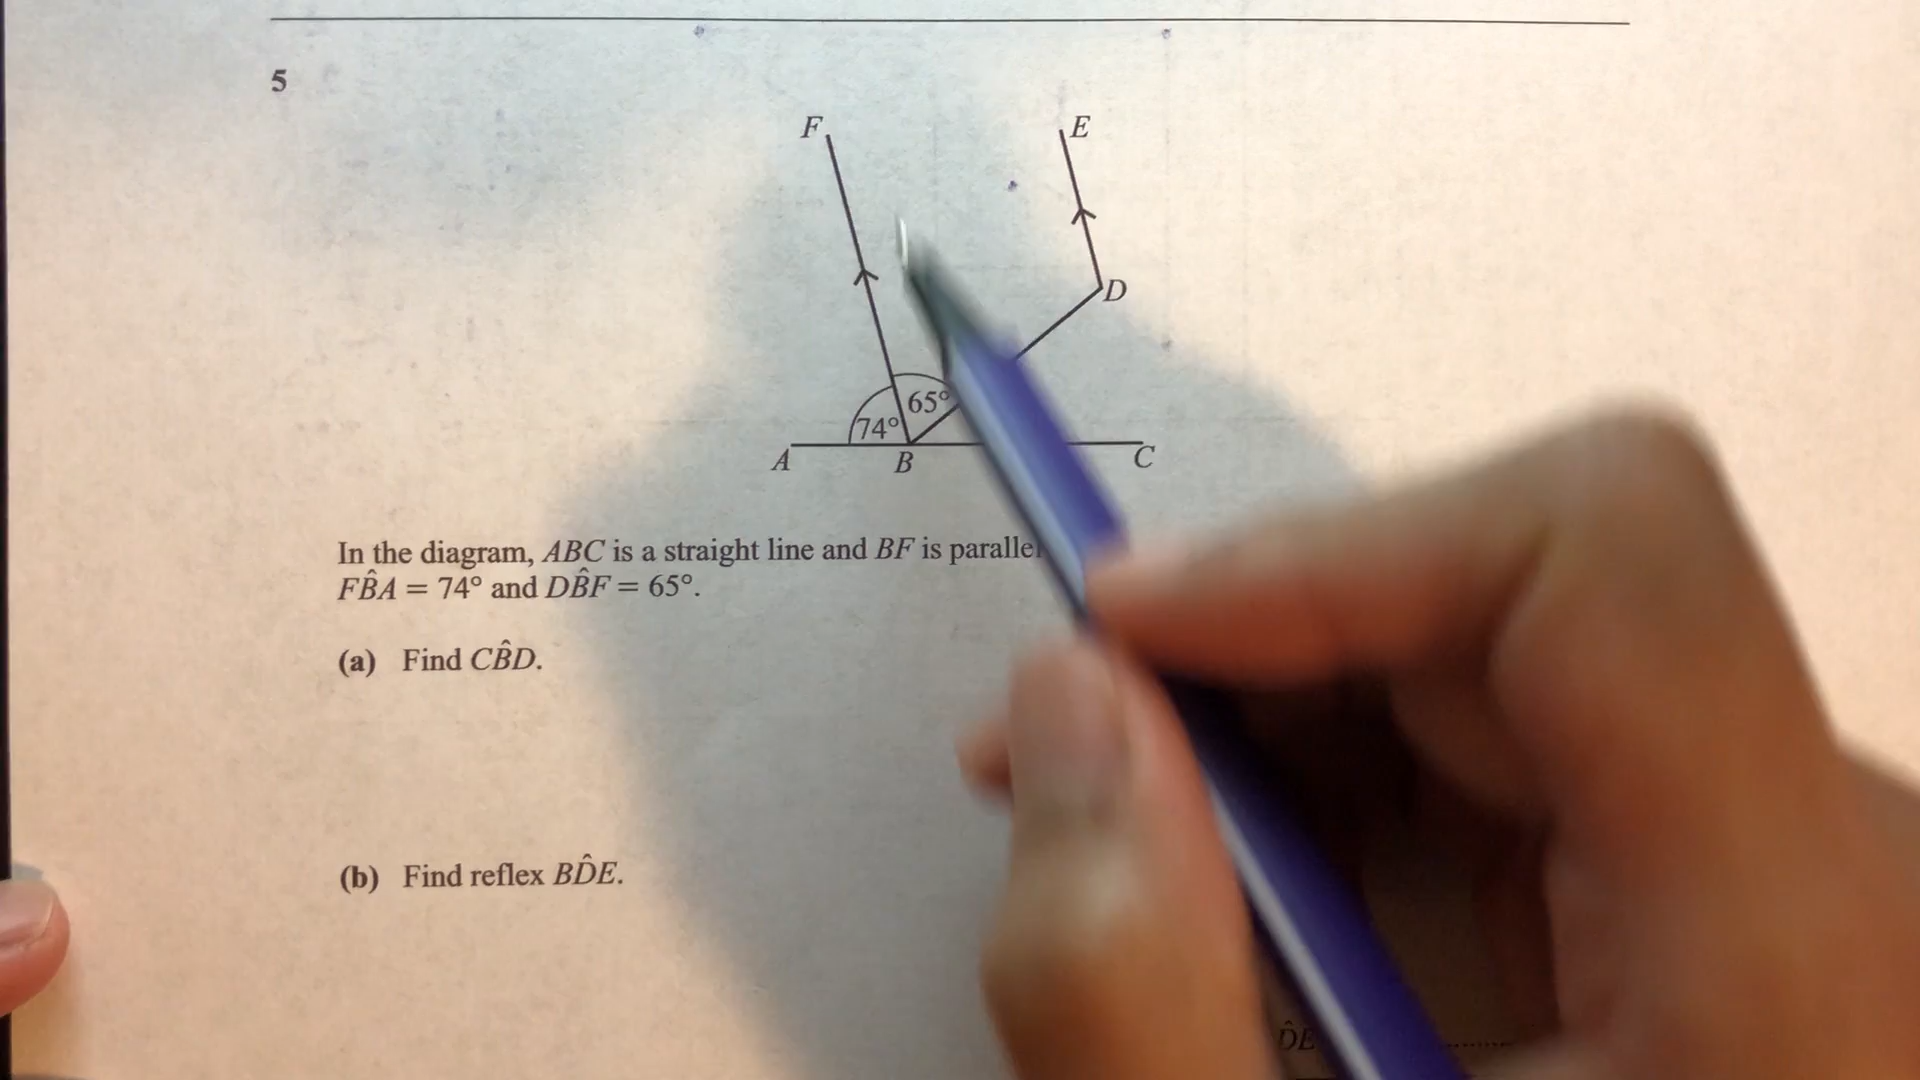 5
F
E
D
65°
74°
A
B
C
In the diagram, ABC is a straight line and BF is parallel
FB̂A = 74° and DB̂F = 65°.
(a) Find CB̂D.
(b) Find reflex BD̂E.
D̂E